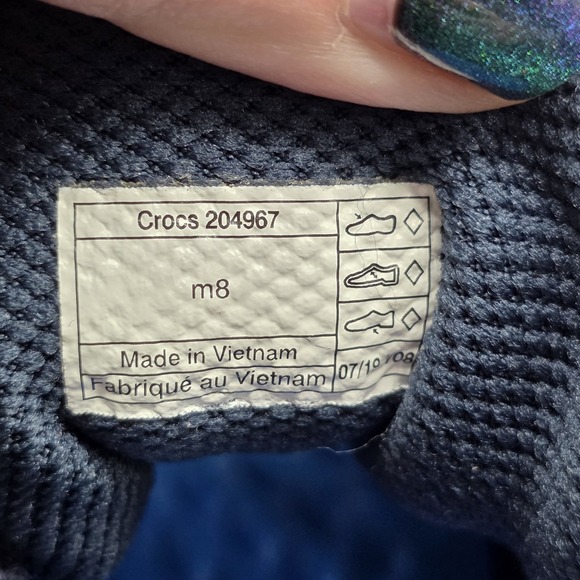 Crocs 204967
m8
Made in Vietnam
Fabriqué au Vietnam